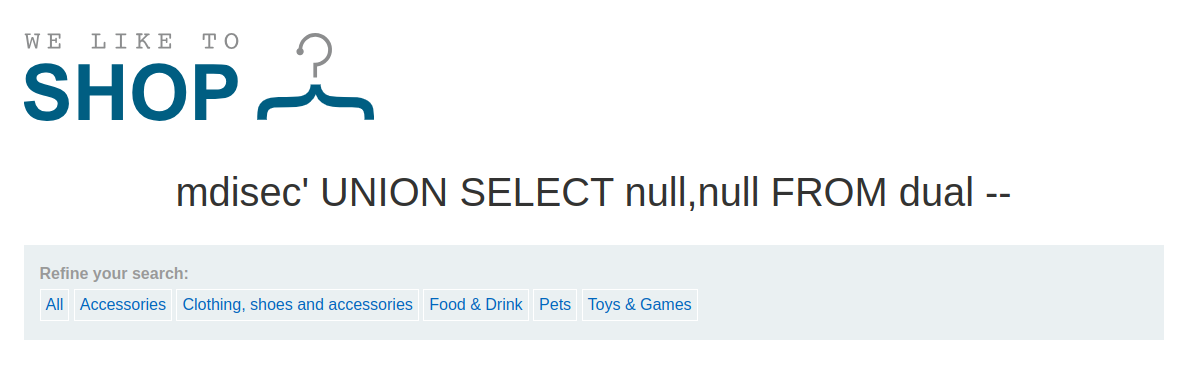 WE LIKE TO
SHOP
mdisec' UNION SELECT null,null FROM dual --
Refine your search:
All Accessories Clothing, shoes and accessories Food & Drink Pets Toys & Games